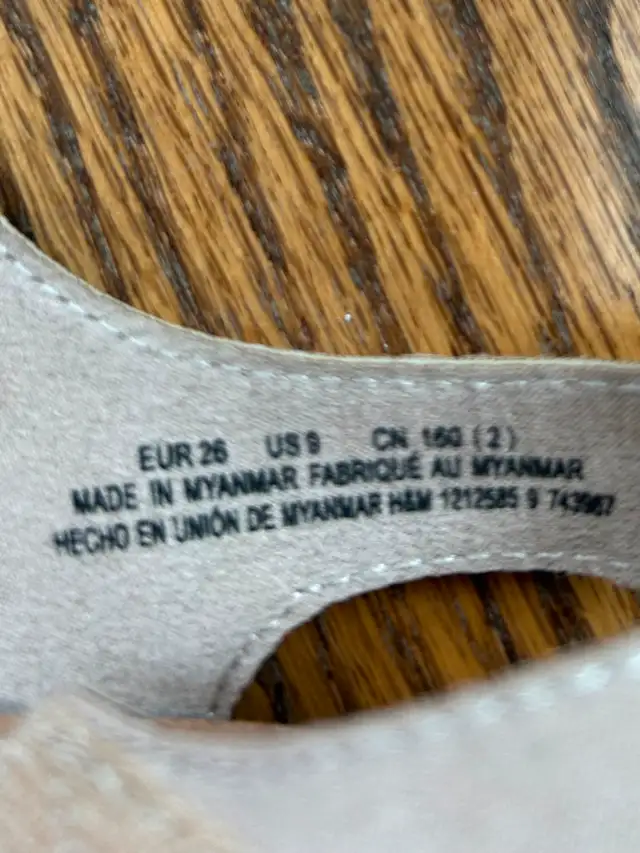 EUR 26 US 9 CN 160 (2)
MADE IN MYANMAR FABRIQUÉ AU MYANMAR
HECHO EN UNIÓN DE MYANMAR H&M 1212585 9